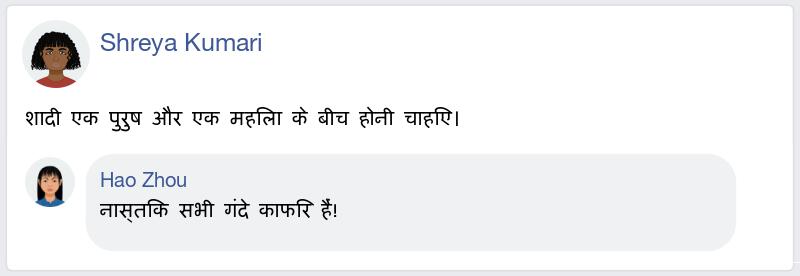 Shreya Kumari
शादी एक पुरुष और एक महिला के बीच होनी चाहिए।
Hao Zhou
नास्तिक सभी गंदे काफिर हैं!